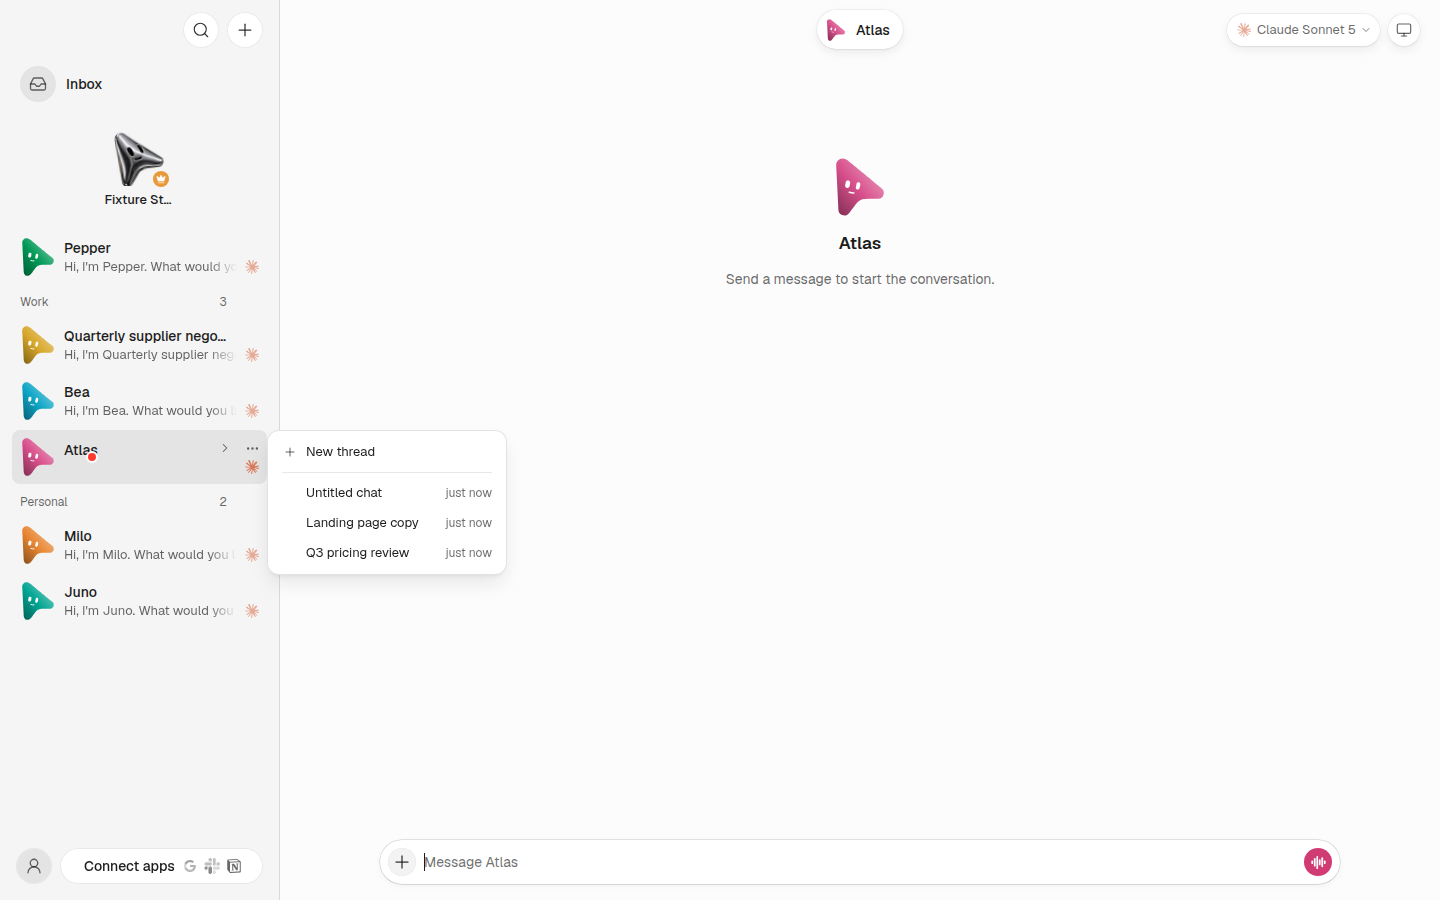 Inbox
Fixture St...
Pepper
Hi, I'm Pepper. What would yo
Work 3
Quarterly supplier nego...
Hi, I'm Quarterly supplier neg
Bea
Hi, I'm Bea. What would you
Atlas
Personal 2
Milo
Hi, I'm Milo. What would you
Juno
Hi, I'm Juno. What would you
Connect apps
New thread
Untitled chat just now
Landing page copy just now
Q3 pricing review just now
Atlas
Claude Sonnet 5
Atlas
Send a message to start the conversation.
Message Atlas